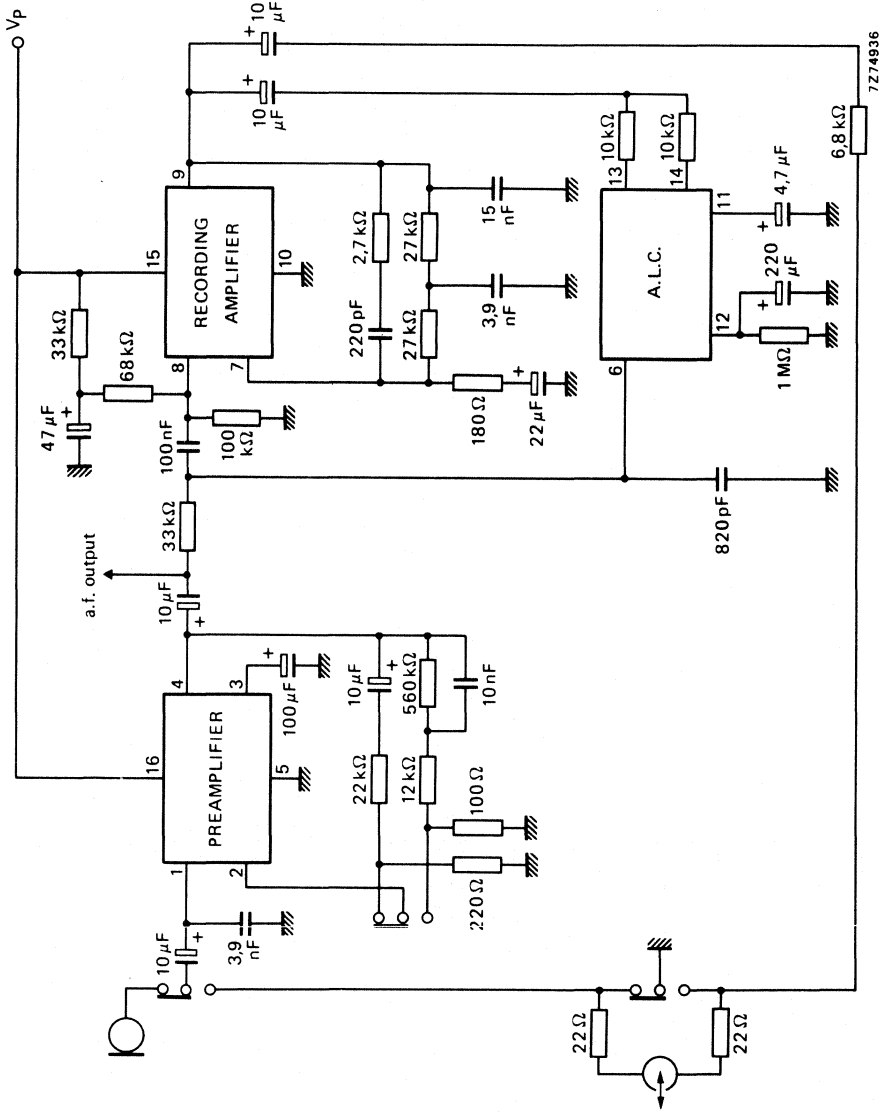 VP
10 µF
10 µF
9
15
RECORDING AMPLIFIER
10
8
7
33 kΩ
68 kΩ
47 µF
100 nF
100 kΩ
33 kΩ
a.f. output
10 µF
2,7 kΩ
220 pF
27 kΩ
27 kΩ
15 nF
3,9 nF
180 Ω
22 µF
10 kΩ
10 kΩ
13
14
A.L.C.
11
12
6
4,7 µF
220 µF
1 MΩ
820 pF
6,8 kΩ
7Z74936
16
PREAMPLIFIER
4
3
5
1
2
100 µF
10 µF
560 kΩ
10 nF
22 kΩ
12 kΩ
100 Ω
220 Ω
10 µF
3,9 nF
22 Ω
22 Ω
+
+
+
+
+
+
+
+
+
+